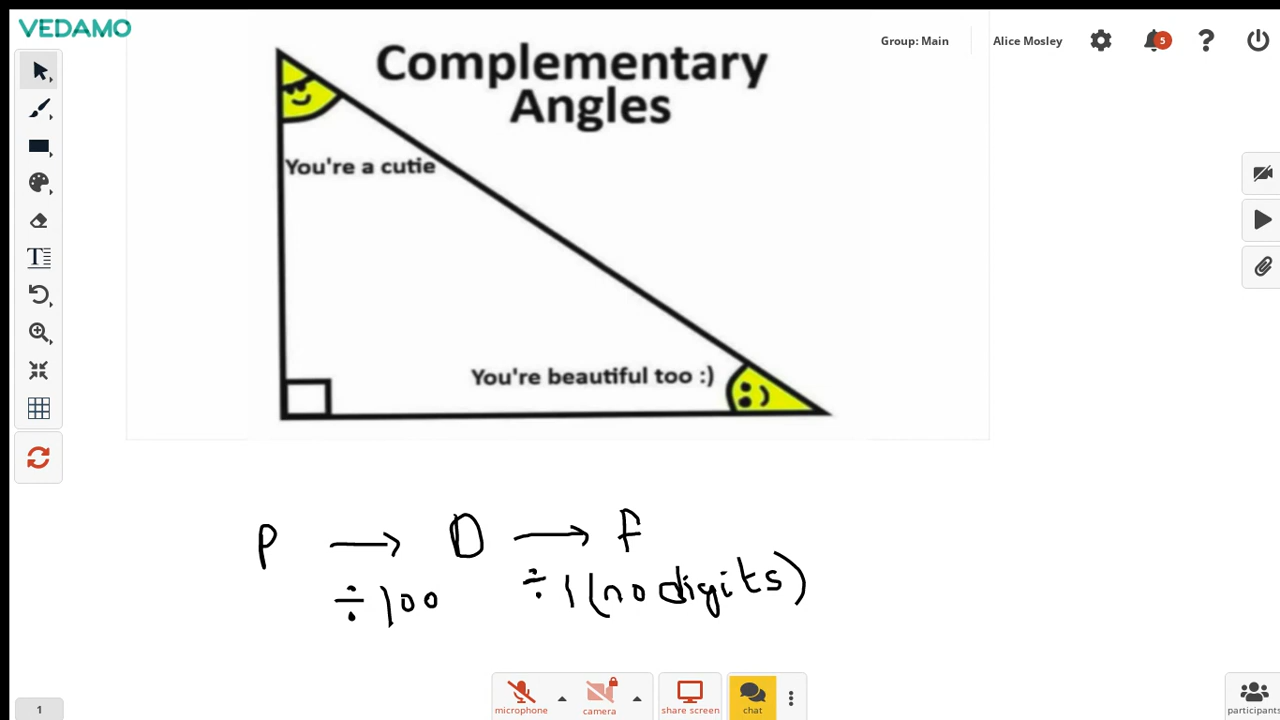 VEDAMO
Group: Main
Alice Mosley
5
Complementary
Angles
You're a cutie
You're beautiful too :)
P → D → F
÷100 ÷1(no digits)
1
microphone
camera
share screen
chat
participants